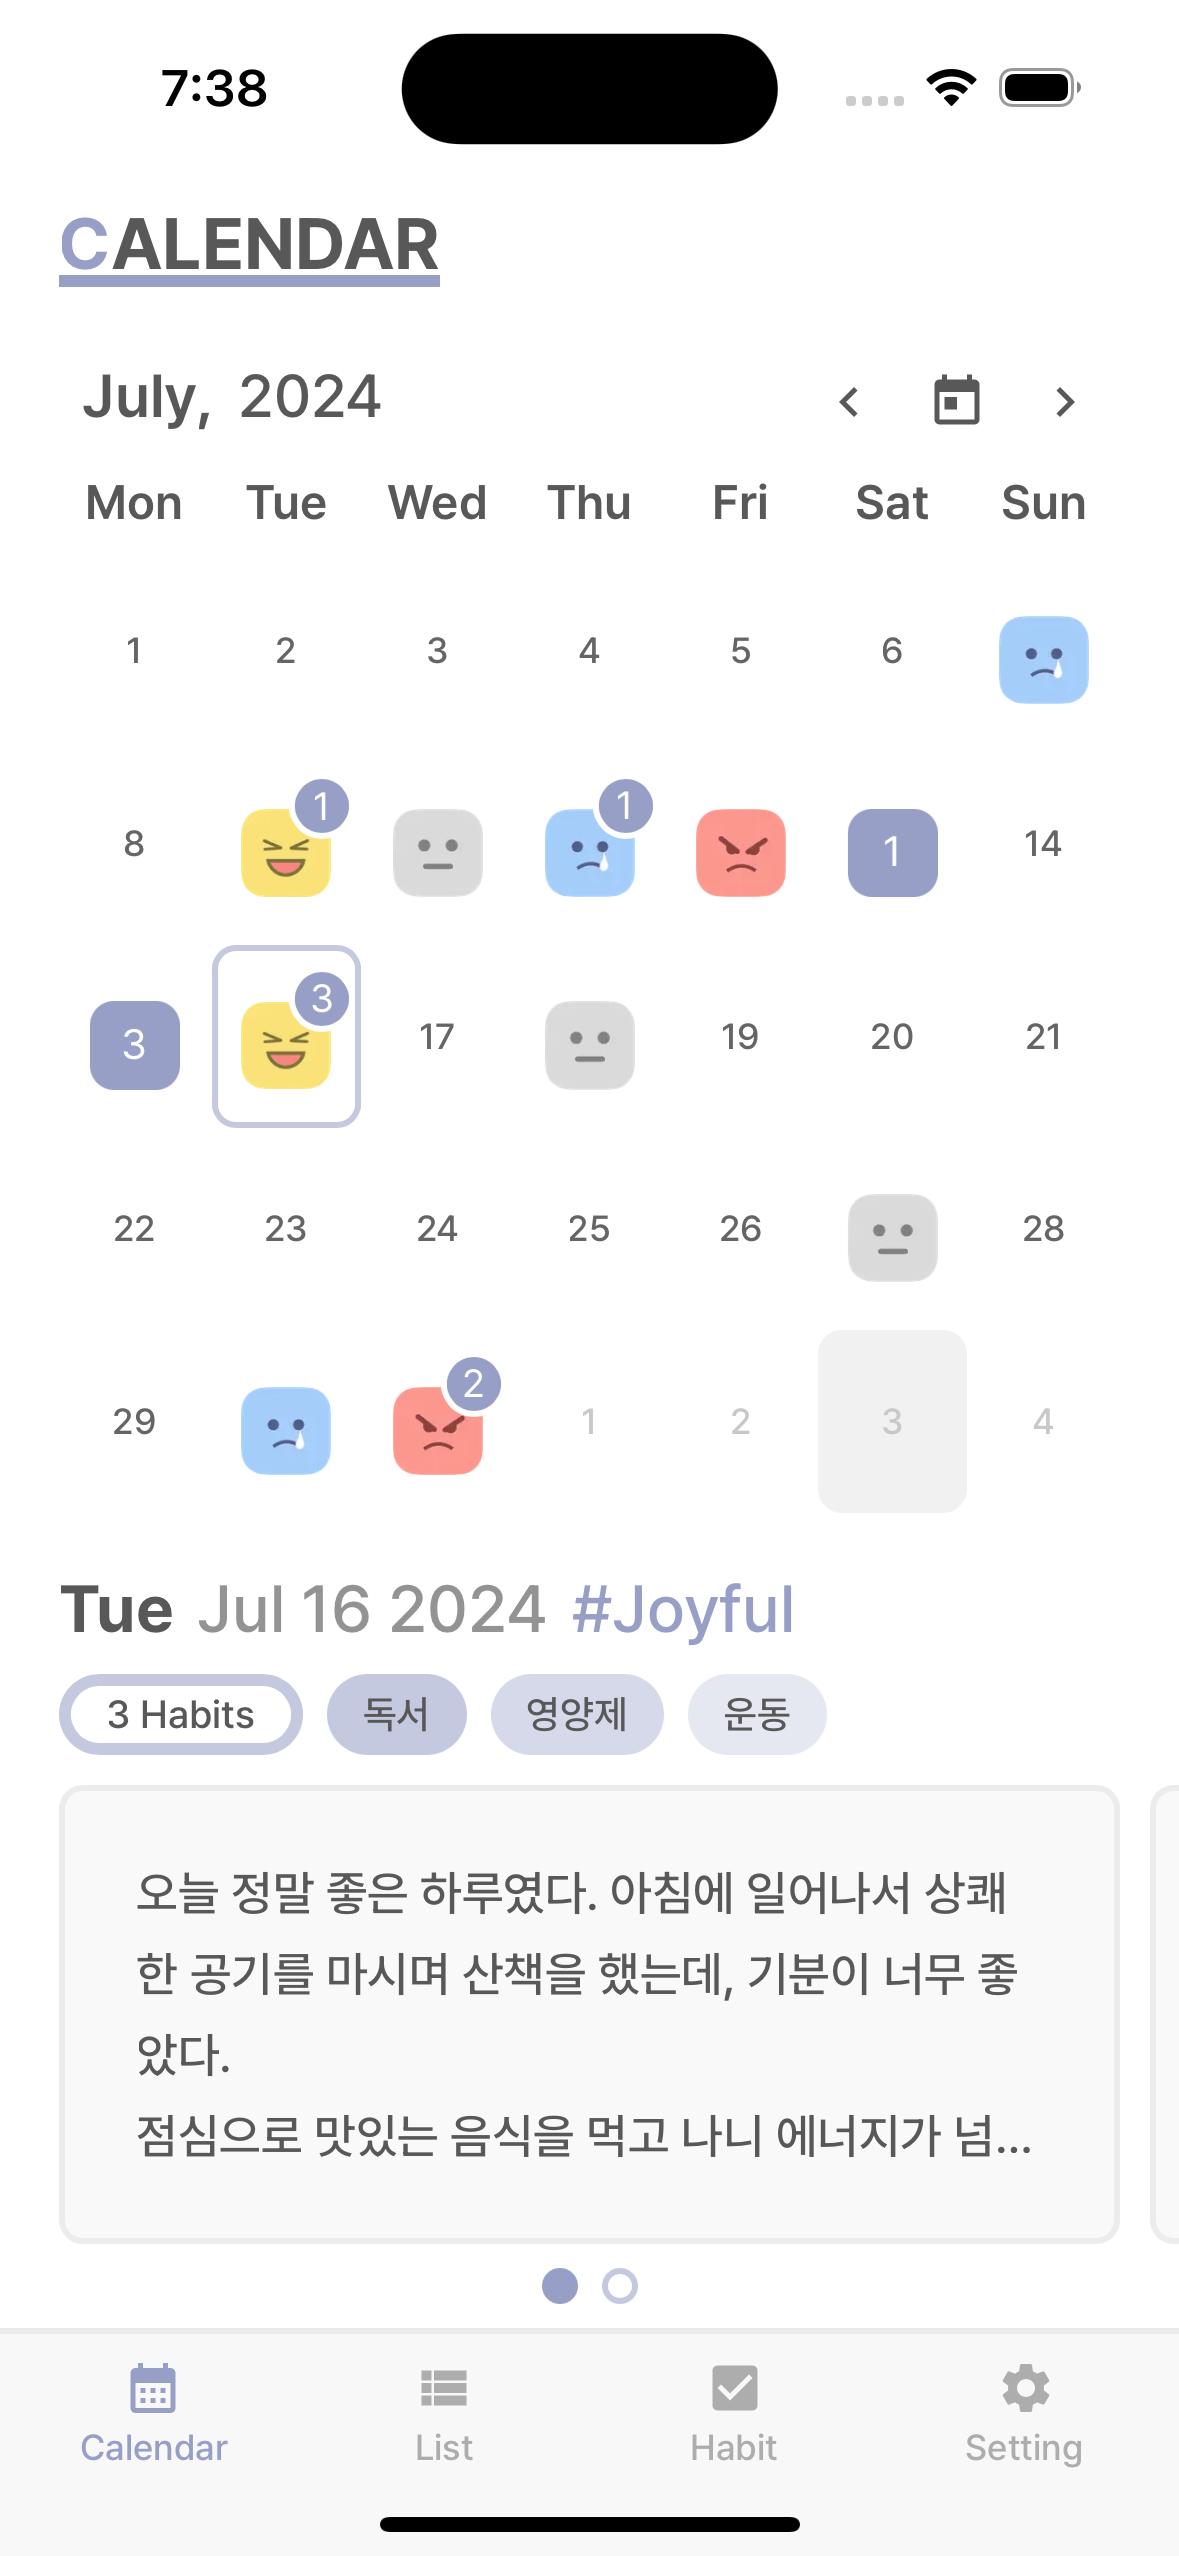 7:38
CALENDAR
July, 2024
Mon Tue Wed Thu Fri Sat Sun
1 2 3 4 5 6
1 1
8 1 14
3
3 17 19 20 21
22 23 24 25 26 28
2
29 1 2 3 4
Tue Jul 16 2024 #Joyful
3 Habits 독서 영양제 운동
오늘 정말 좋은 하루였다. 아침에 일어나서 상쾌
한 공기를 마시며 산책을 했는데, 기분이 너무 좋
았다.
점심으로 맛있는 음식을 먹고 나니 에너지가 넘...
Calendar List Habit Setting